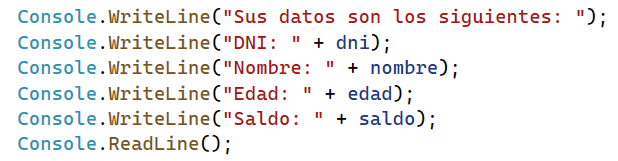 Console.WriteLine("Sus datos son los siguientes: ");
Console.WriteLine("DNI: " + dni);
Console.WriteLine("Nombre: " + nombre);
Console.WriteLine("Edad: " + edad);
Console.WriteLine("Saldo: " + saldo);
Console.ReadLine();